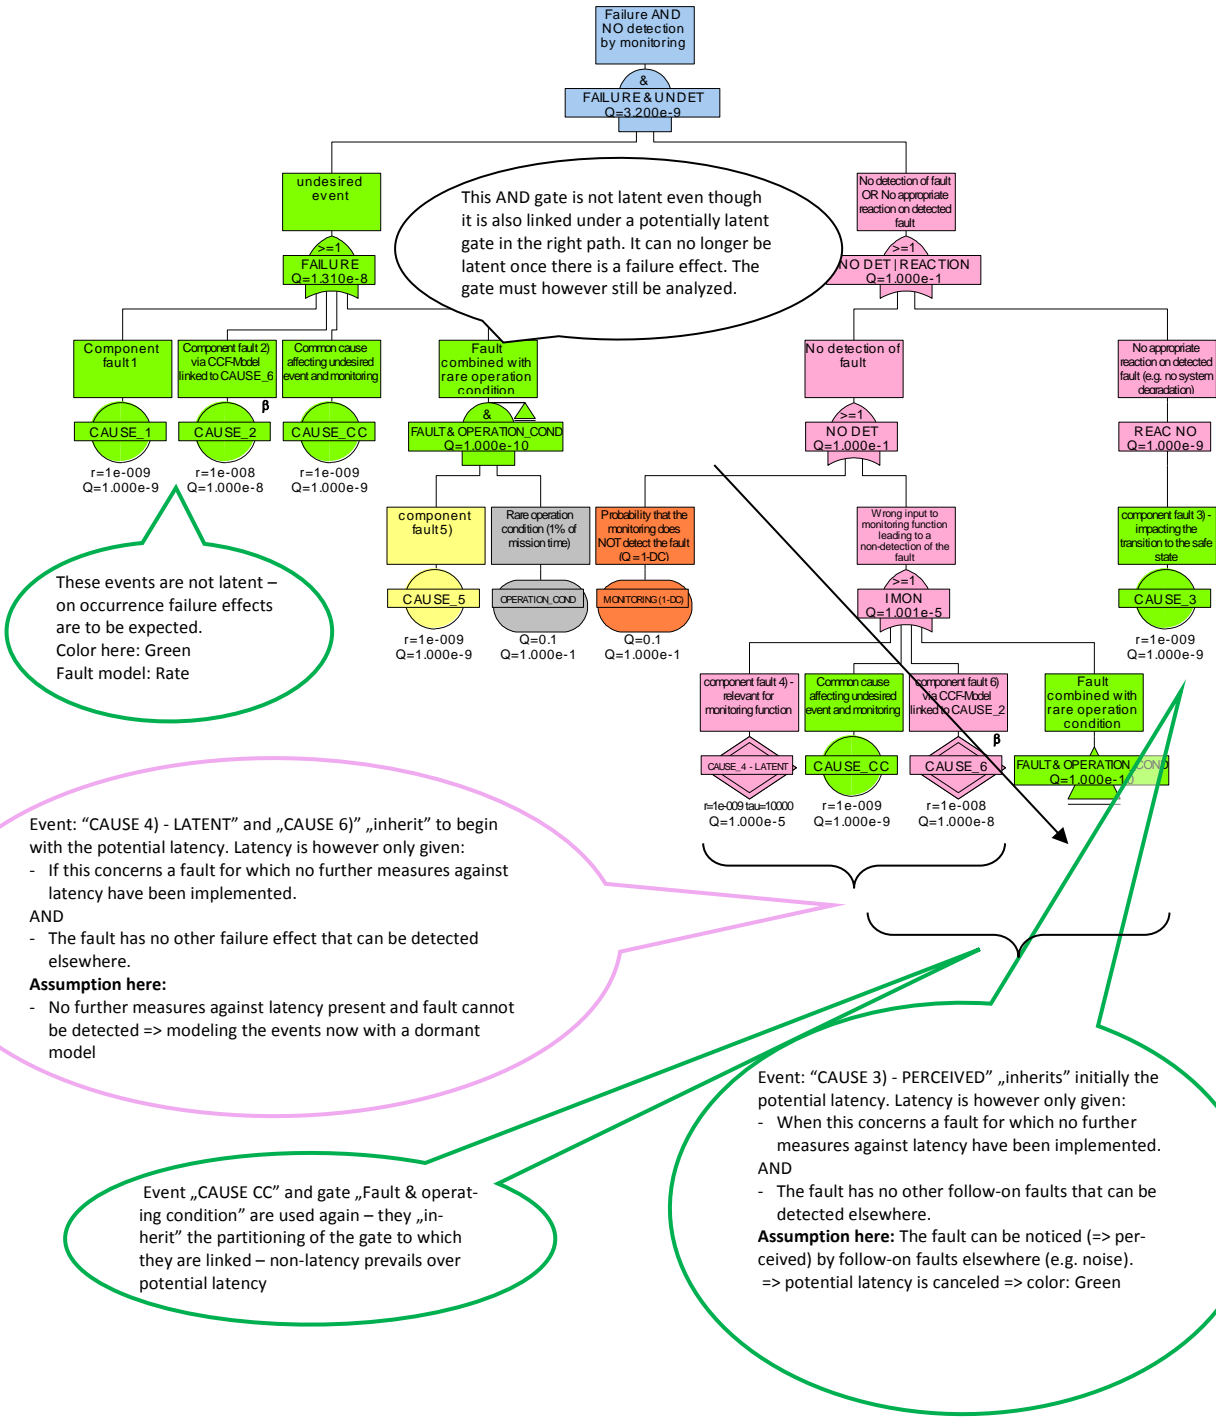 Failure AND
NO detection
by monitoring
&
FAILURE & UNDET
Q=3.200e-9
undesired
event
>=1
FAILURE
Q=1.310e-8
This AND gate is not latent even though
it is also linked under a potentially latent
gate in the right path. It can no longer be
latent once there is a failure effect. The
gate must however still be analyzed.
No detection of fault
OR No appropriate
reaction on detected
fault
>=1
NO DET | REACTION
Q=1.000e-1
Component
fault 1
CAUSE_1
r=1e-009
Q=1.000e-9
Component fault 2)
via CCF-Model
linked to CAUSE_6
β
CAUSE_2
r=1e-008
Q=1.000e-8
Common cause
affecting undesired
event and monitoring
CAUSE_CC
r=1e-009
Q=1.000e-9
Fault
combined with
rare operation
condition
&
FAULT & OPERATION_COND
Q=1.000e-10
No detection of
fault
>=1
NO DET
Q=1.000e-1
No appropriate
reaction on detected
fault (e.g. no system
degradation)
REAC NO
Q=1.000e-9
component
fault 5)
CAUSE_5
r=1e-009
Q=1.000e-9
Rare operation
condition (1% of
mission time)
OPERATION_COND
Q=0.1
Q=1.000e-1
Probability that the
monitoring does
NOT detect the fault
(Q = 1-DC)
MONITORING (1-DC)
Q=0.1
Q=1.000e-1
Wrong input to
monitoring function
leading to a
non-detection of the
fault
>=1
IMON
Q=1.001e-5
component fault 3) -
impacting the
transition to the safe
state
CAUSE_3
r=1e-009
Q=1.000e-9
These events are not latent –
on occurrence failure effects
are to be expected.
Color here: Green
Fault model: Rate
component fault 4) -
relevant for
monitoring function
CAUSE_4 - LATENT
r=1e-009 tau=10000
Q=1.000e-5
Common cause
affecting undesired
event and monitoring
CAUSE_CC
r=1e-009
Q=1.000e-9
component fault 6)
via CCF-Model
linked to CAUSE_2
β
CAUSE_6
r=1e-008
Q=1.000e-8
Fault
combined with
rare operation
condition
FAULT & OPERATION_COND
Q=1.000e-10
Event: “CAUSE 4) - LATENT” and „CAUSE 6)” „inherit” to begin
with the potential latency. Latency is however only given:
- If this concerns a fault for which no further measures against
latency have been implemented.
AND
- The fault has no other failure effect that can be detected
elsewhere.
Assumption here:
- No further measures against latency present and fault cannot
be detected => modeling the events now with a dormant
model
Event: “CAUSE 3) - PERCEIVED” „inherits” initially the
potential latency. Latency is however only given:
- When this concerns a fault for which no further
measures against latency have been implemented.
AND
- The fault has no other follow-on faults that can be
detected elsewhere.
Assumption here: The fault can be noticed (=> per-
ceived) by follow-on faults elsewhere (e.g. noise).
=> potential latency is canceled => color: Green
Event „CAUSE CC” and gate „Fault & operat-
ing condition” are used again – they „in-
herit” the partitioning of the gate to which
they are linked – non-latency prevails over
potential latency